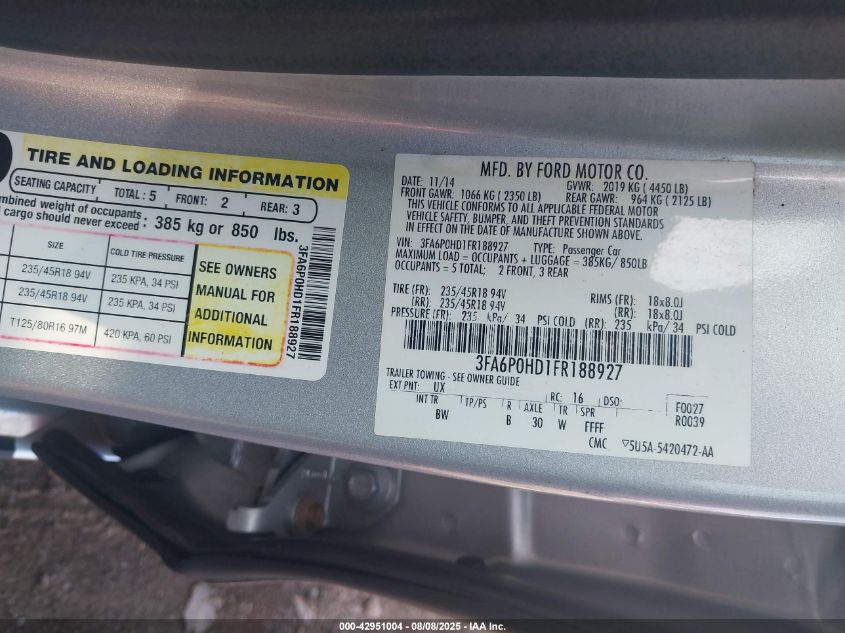 TIRE AND LOADING INFORMATION
SEATING CAPACITY TOTAL: 5 FRONT: 2 REAR: 3
mbined weight of occupants
cargo should never exceed: 385 kg or 850 lbs.
SIZE COLD TIRE PRESSURE
235/45R18 94V 235 KPA, 34 PSI
235/45R18 94V 235 KPA, 34 PSI
T125/80R16 97M 420 KPA, 60 PSI
SEE OWNERS
MANUAL FOR
ADDITIONAL
INFORMATION
3FA6P0HD1FR188927
MFD. BY FORD MOTOR CO.
DATE: 11/14 GVWR: 2019 KG ( 4450 LB)
FRONT GAWR: 1066 KG ( 2350 LB) REAR GAWR: 964 KG ( 2125 LB)
THIS VEHICLE CONFORMS TO ALL APPLICABLE FEDERAL MOTOR
VEHICLE SAFETY, BUMPER, AND THEFT PREVENTION STANDARDS
IN EFFECT ON THE DATE OF MANUFACTURE SHOWN ABOVE.
VIN: 3FA6P0HD1FR188927 TYPE: Passenger Car
MAXIMUM LOAD = OCCUPANTS + LUGGAGE = 385KG/ 850LB
OCCUPANTS = 5 TOTAL; 2 FRONT, 3 REAR
TIRE (FR): 235/45R18 94V RIMS (FR): 18x8.0J
(RR): 235/45R18 94V (RR): 18x8.0J
PRESSURE (FR): 235 kPa/ 34 PSI COLD (RR): 235 kPa/ 34 PSI COLD
3FA6P0HD1FR188927
TRAILER TOWING - SEE OWNER GUIDE
EXT PNT: UX RC: 16 DSO: F0027
INT TR TP/PS R AXLE TR SPR R0039
BW B 30 W FFFF
CMC 5U5A-5420472-AA
000-42951004 - 08/08/2025 - IAA Inc.